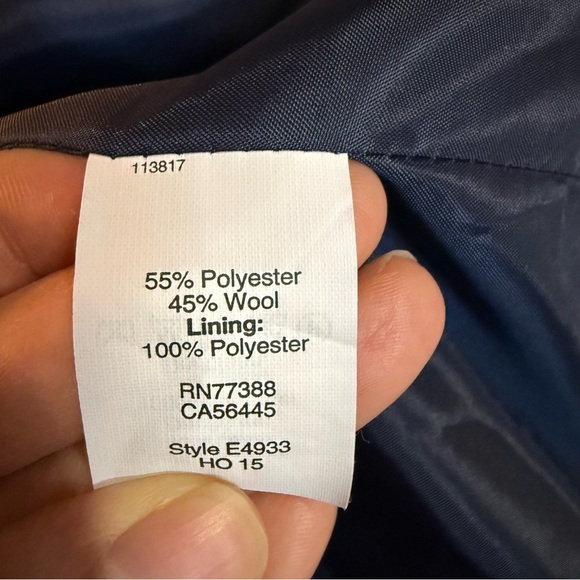 113817
55% Polyester
45% Wool
Lining:
100% Polyester
RN77388
CA56445
Style E4933
HO 15